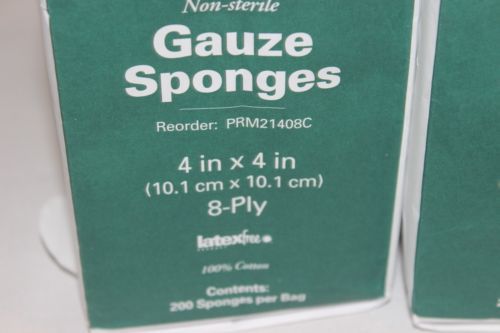 Non-sterile
Gauze
Sponges
Reorder: PRM21408C
4 in x 4 in
(10.1 cm x 10.1 cm)
8-Ply
latexfree
100% Cotton
Contents:
200 Sponges per Bag